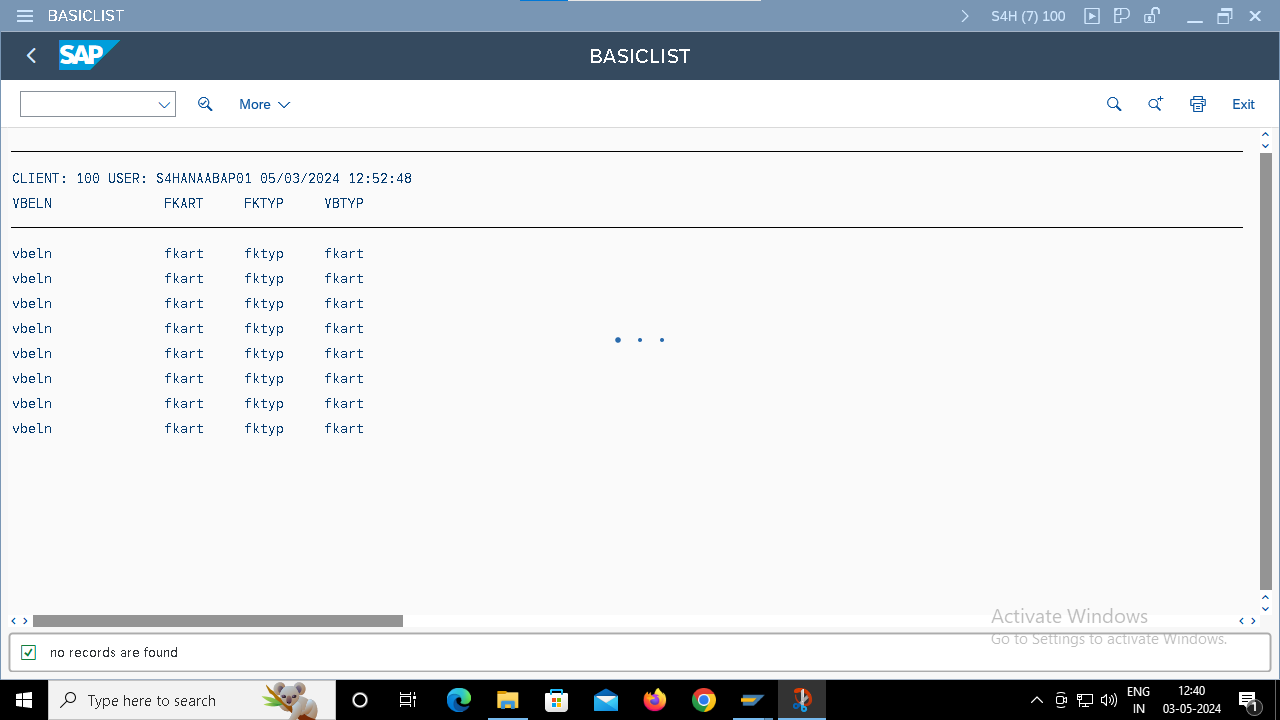 BASICLIST
S4H (7) 100
SAP
BASICLIST
More
Exit
CLIENT: 100 USER: S4HANAABAP01 05/03/2024 12:52:48
VBELN FKART FKTYP VBTYP
vbeln fkart fktyp fkart
vbeln fkart fktyp fkart
vbeln fkart fktyp fkart
vbeln fkart fktyp fkart
vbeln fkart fktyp fkart
vbeln fkart fktyp fkart
vbeln fkart fktyp fkart
vbeln fkart fktyp fkart
Activate Windows
Go to Settings to activate Windows.
no records are found
Type here to search
ENG
IN
12:40
03-05-2024
1